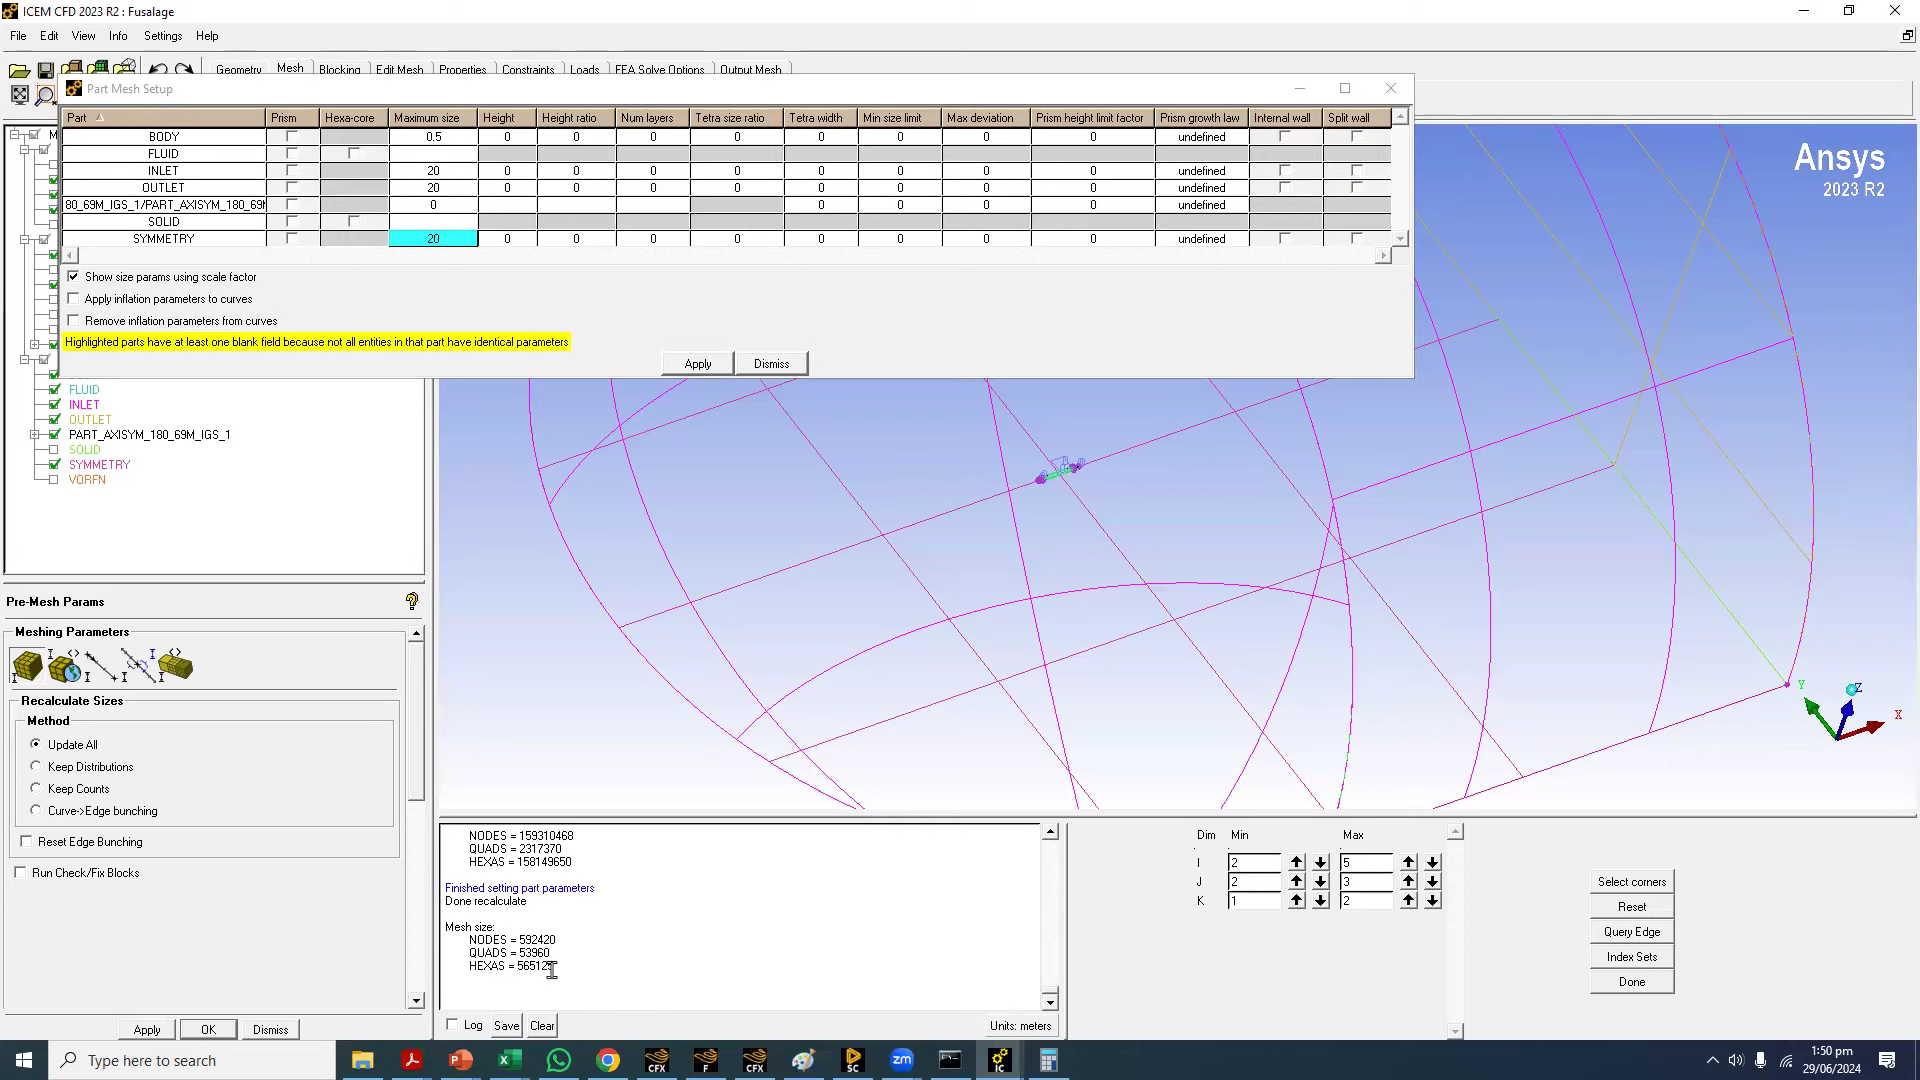 ICEM CFD 2023 R2 : Fusalage
File Edit View Info Settings Help
Geometry Mesh Blocking Edit Mesh Properties Constraints Loads FEA Solve Options Output Mesh
Part Mesh Setup
Part Prism Hexa-core Maximum size Height Height ratio Num layers Tetra size ratio Tetra width Min size limit Max deviation Prism height limit factor Prism growth law Internal wall Split wall
BODY 0.5 0 0 0 0 0 0 0 0 undefined
FLUID
INLET 20 0 0 0 0 0 0 0 0 undefined
OUTLET 20 0 0 0 0 0 0 0 0 undefined
80_69M_IGS_1/PART_AXISYM_180_69M 0 0 0 0 0 undefined
SOLID
SYMMETRY 20 0 0 0 0 0 0 0 0 undefined
Show size params using scale factor
Apply inflation parameters to curves
Remove inflation parameters from curves
Highlighted parts have at least one blank field because not all entities in that part have identical parameters
Apply Dismiss
Ansys
2023 R2
FLUID
INLET
OUTLET
PART_AXISYM_180_69M_IGS_1
SOLID
SYMMETRY
VORFN
Pre-Mesh Params
Meshing Parameters
Recalculate Sizes
Method
Update All
Keep Distributions
Keep Counts
Curve->Edge bunching
Reset Edge Bunching
Run Check/Fix Blocks
Apply OK Dismiss
Y Z X
NODES = 159310468
QUADS = 2317370
HEXAS = 158149650
Finished setting part parameters
Done recalculate
Mesh size:
NODES = 592420
QUADS = 53960
HEXAS =
Log Save Clear Units: meters
Dim Min Max
I 2 5
J 2 3
K 1 2
Select corners
Reset
Query Edge
Index Sets
Done
Type here to search
1:50 pm
29/06/2024